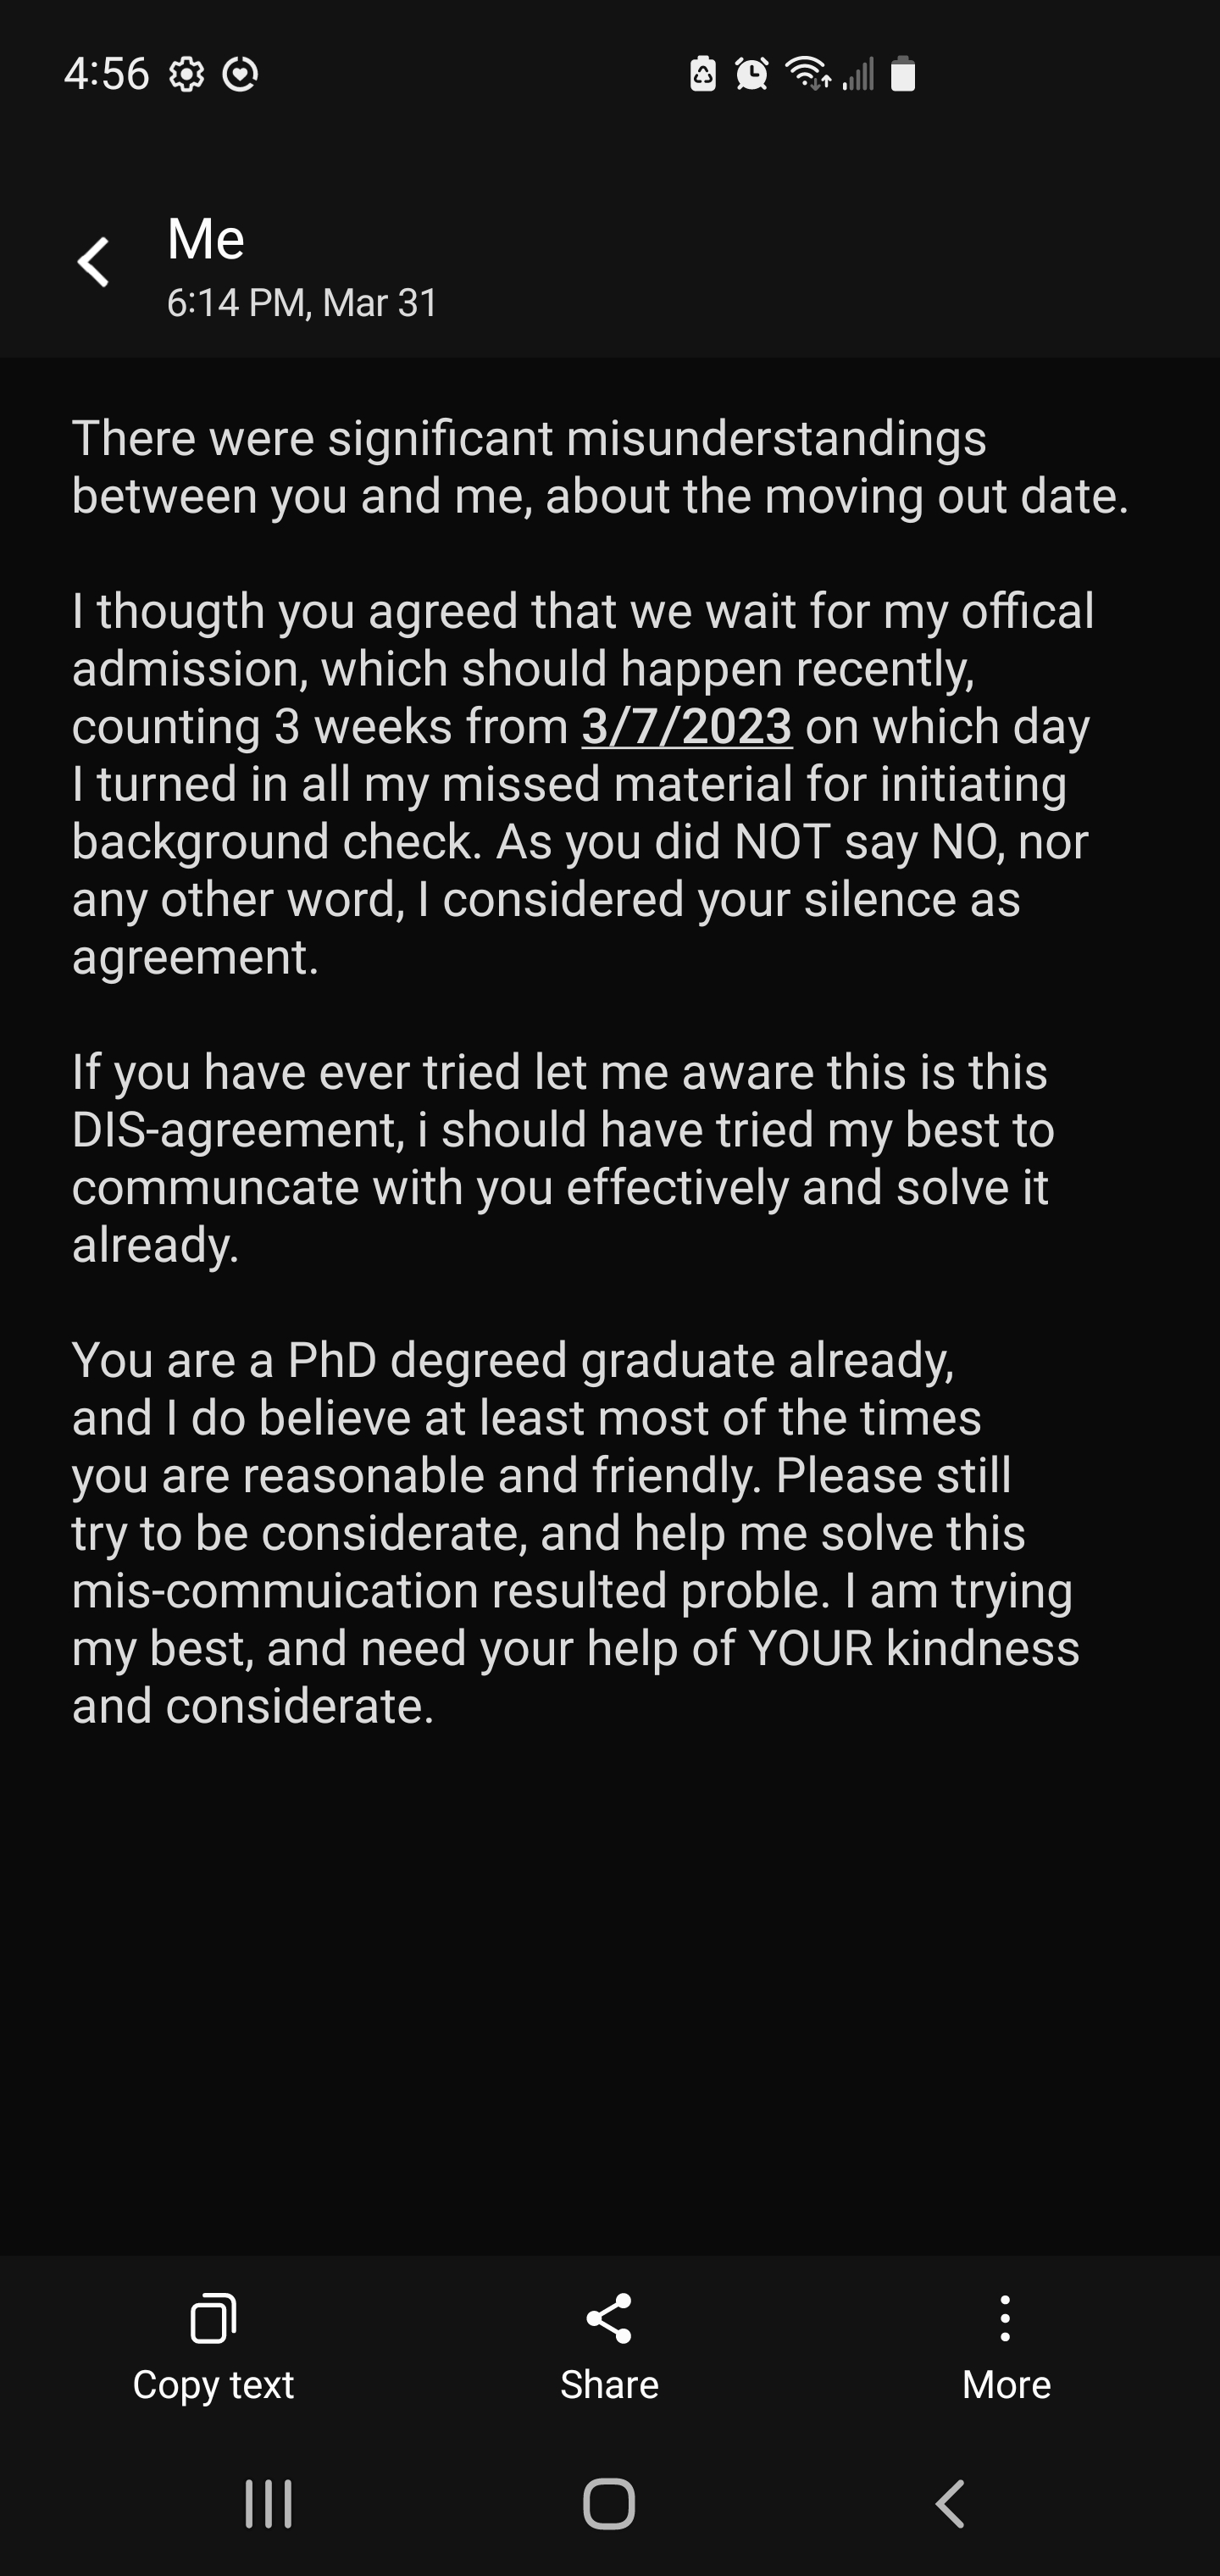 4:56
Me
6:14 PM, Mar 31
There were significant misunderstandings
between you and me, about the moving out date.
I thougth you agreed that we wait for my offical
admission, which should happen recently,
counting 3 weeks from 3/7/2023 on which day
I turned in all my missed material for initiating
background check. As you did NOT say NO, nor
any other word, I considered your silence as
agreement.
If you have ever tried let me aware this is this
DIS-agreement, i should have tried my best to
communcate with you effectively and solve it
already.
You are a PhD degreed graduate already,
and I do believe at least most of the times
you are reasonable and friendly. Please still
try to be considerate, and help me solve this
mis-commuication resulted proble. I am trying
my best, and need your help of YOUR kindness
and considerate.
Copy text
Share
More